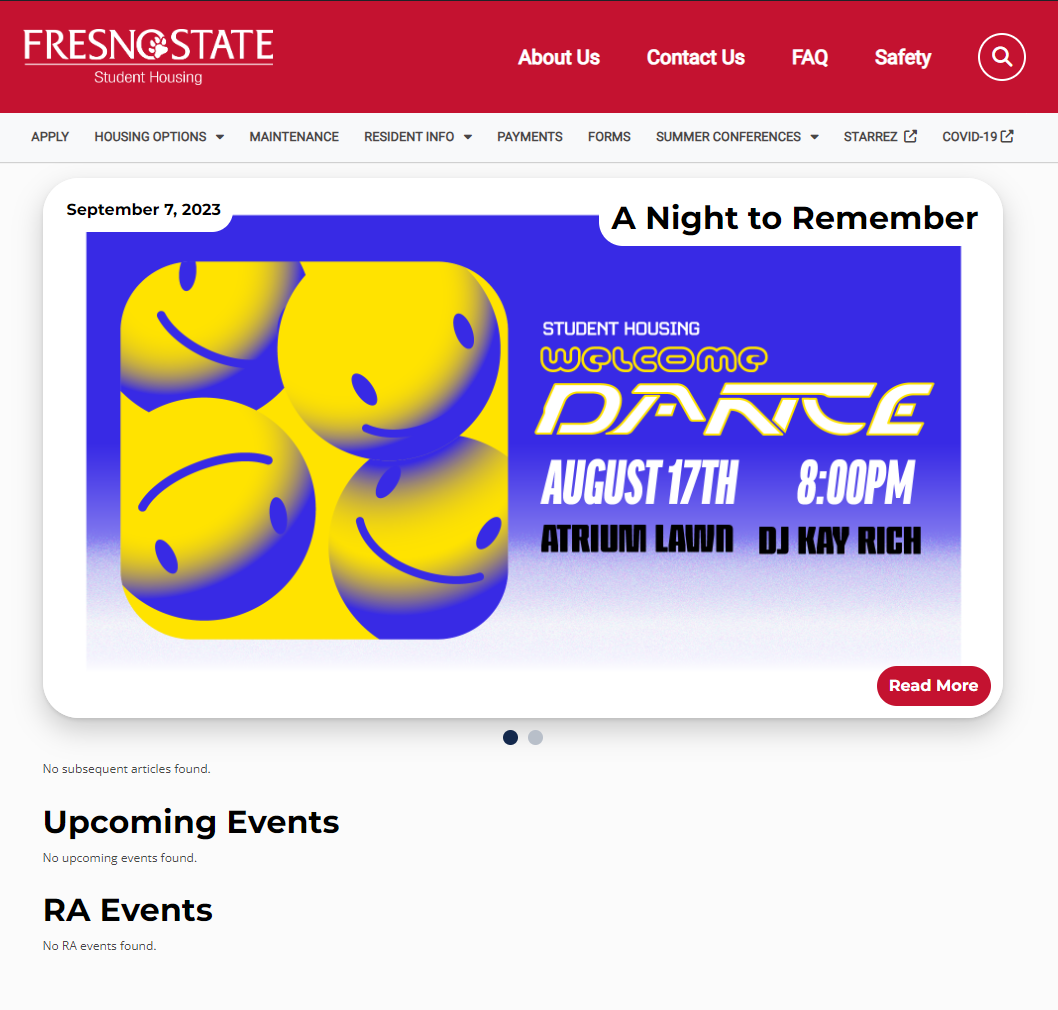 FRESNO STATE
Student Housing
About Us Contact Us FAQ Safety
APPLY HOUSING OPTIONS MAINTENANCE RESIDENT INFO PAYMENTS FORMS SUMMER CONFERENCES STARREZ COVID-19
September 7, 2023
A Night to Remember
STUDENT HOUSING
WELCOME
DANCE
AUGUST 17TH 8:00PM
ATRIUM LAWN DJ KAY RICH
Read More
No subsequent articles found.
Upcoming Events
No upcoming events found.
RA Events
No RA events found.